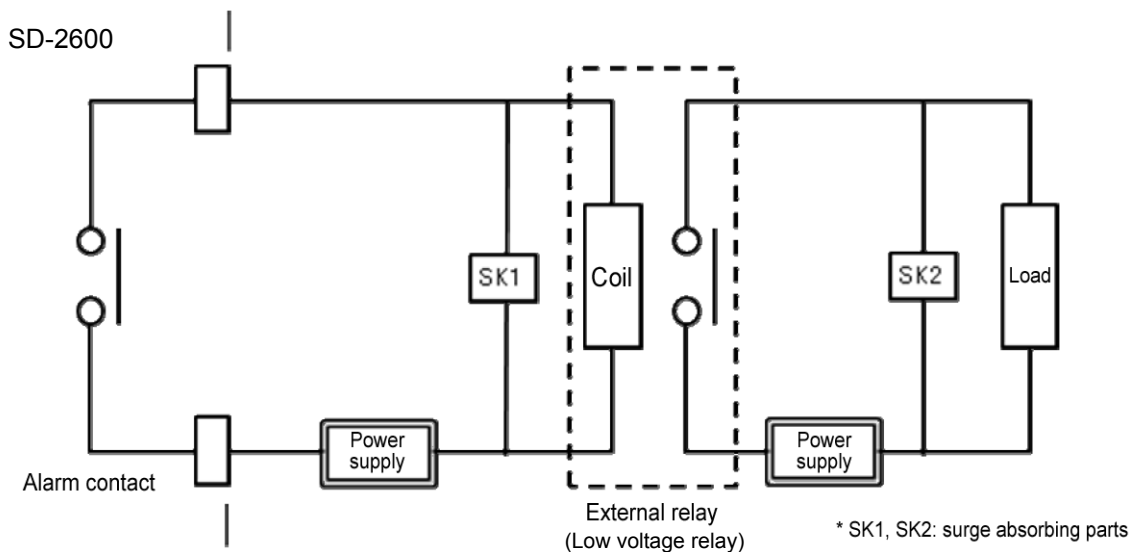 SD-2600
SK1
Coil
SK2
Load
Power
supply
Power
supply
Alarm contact
External relay
(Low voltage relay)
* SK1, SK2: surge absorbing parts